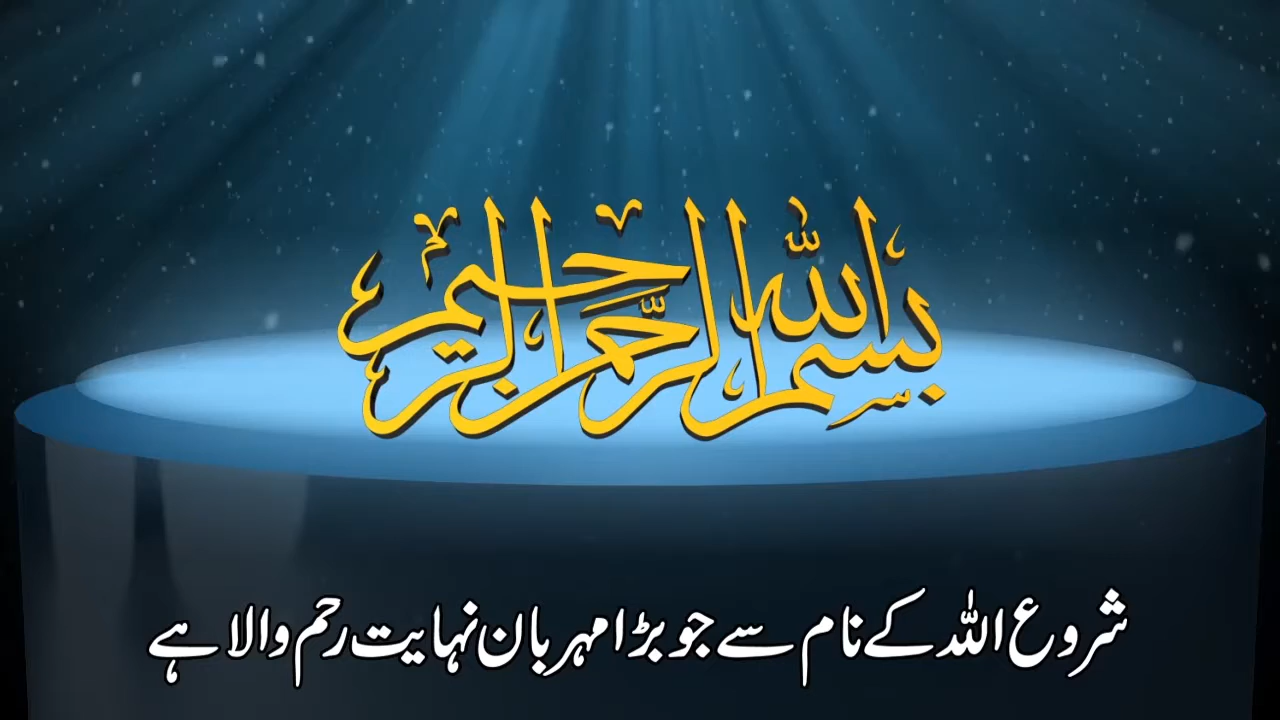 بسم الله الرحمن الرحيم
شروع اللہ کے نام سے جو بڑا مہربان نہایت رحم والا ہے